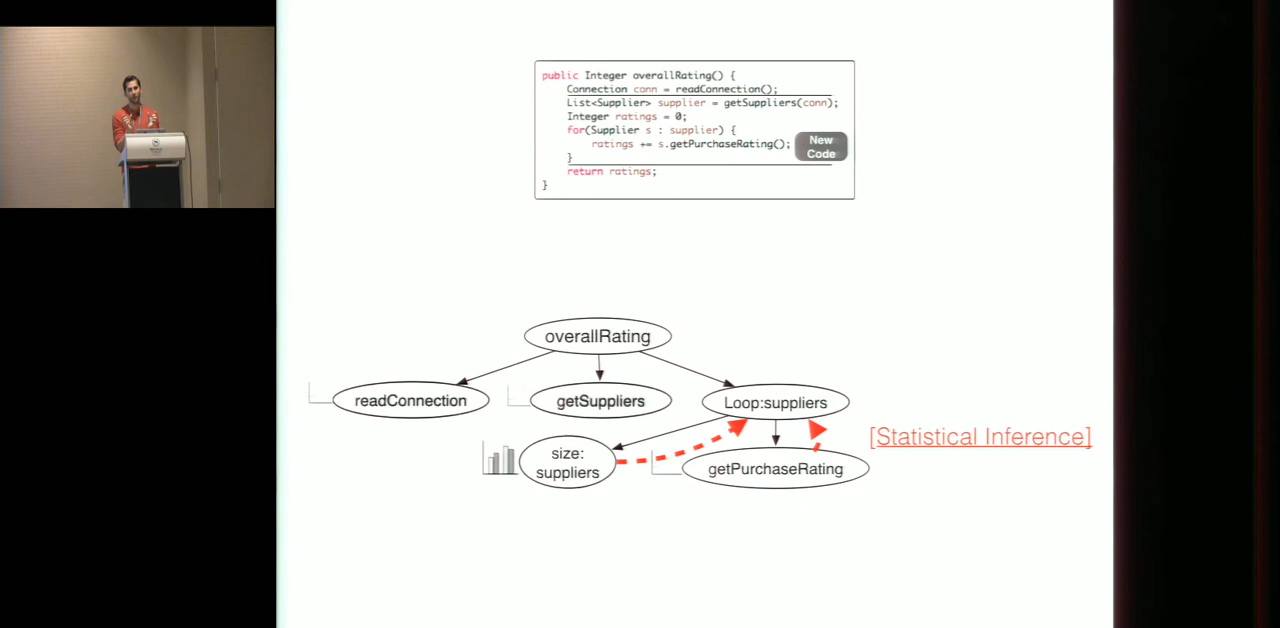 public Integer overallRating() {
Connection conn = readConnection();
List<Supplier> supplier = getSuppliers(conn);
Integer ratings = 0;
for(Supplier s : supplier) {
ratings += s.getPurchaseRating();
}
return ratings;
}
New
Code
overallRating
readConnection
getSuppliers
Loop:suppliers
[Statistical Inference]
size:
suppliers
getPurchaseRating